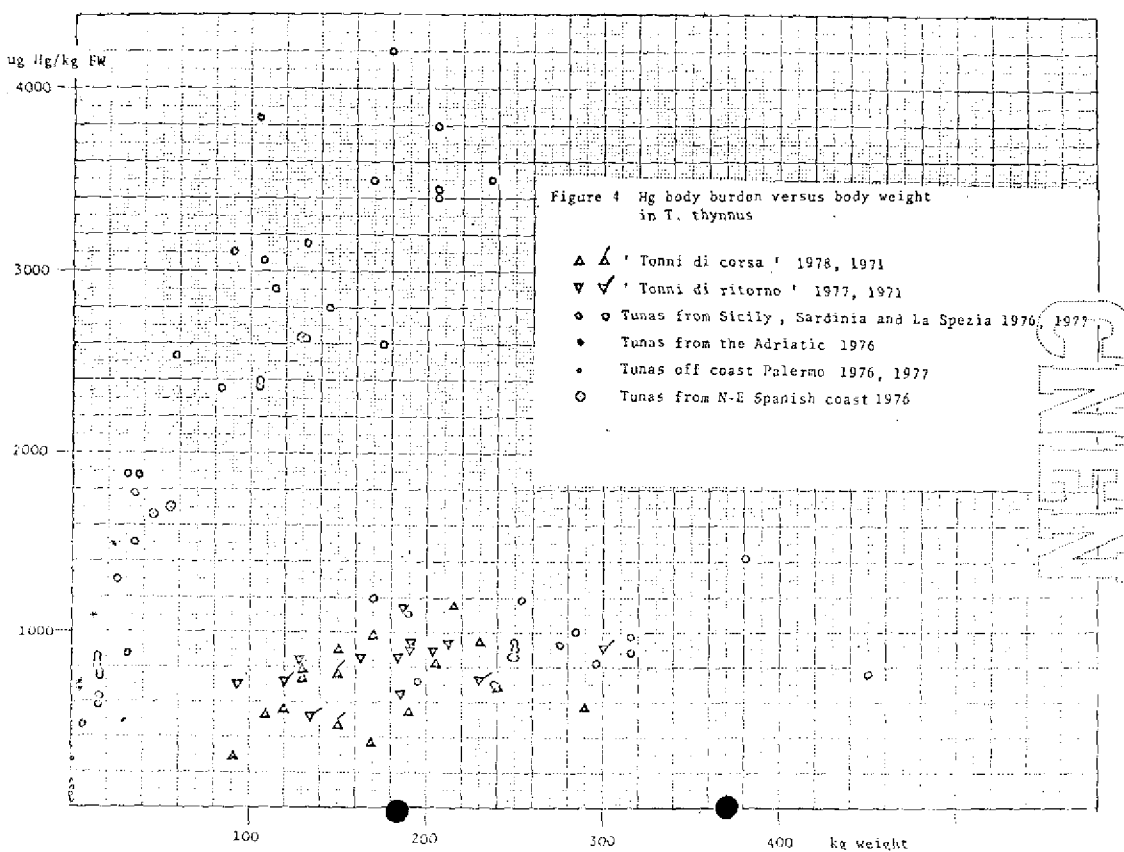 ug Hg/kg FW
4000
3000
2000
1000
Figure 4 Hg body burden versus body weight
in T. thynnus
' Tonni di corsa ' 1978, 1971
' Tonni di ritorno ' 1977, 1971
Tunas from Sicily, Sardinia and La Spezia 1976, 1977
Tunas from the Adriatic 1976
Tunas off coast Palermo 1976, 1977
Tunas from N-E Spanish coast 1976
100
200
300
400
kg weight